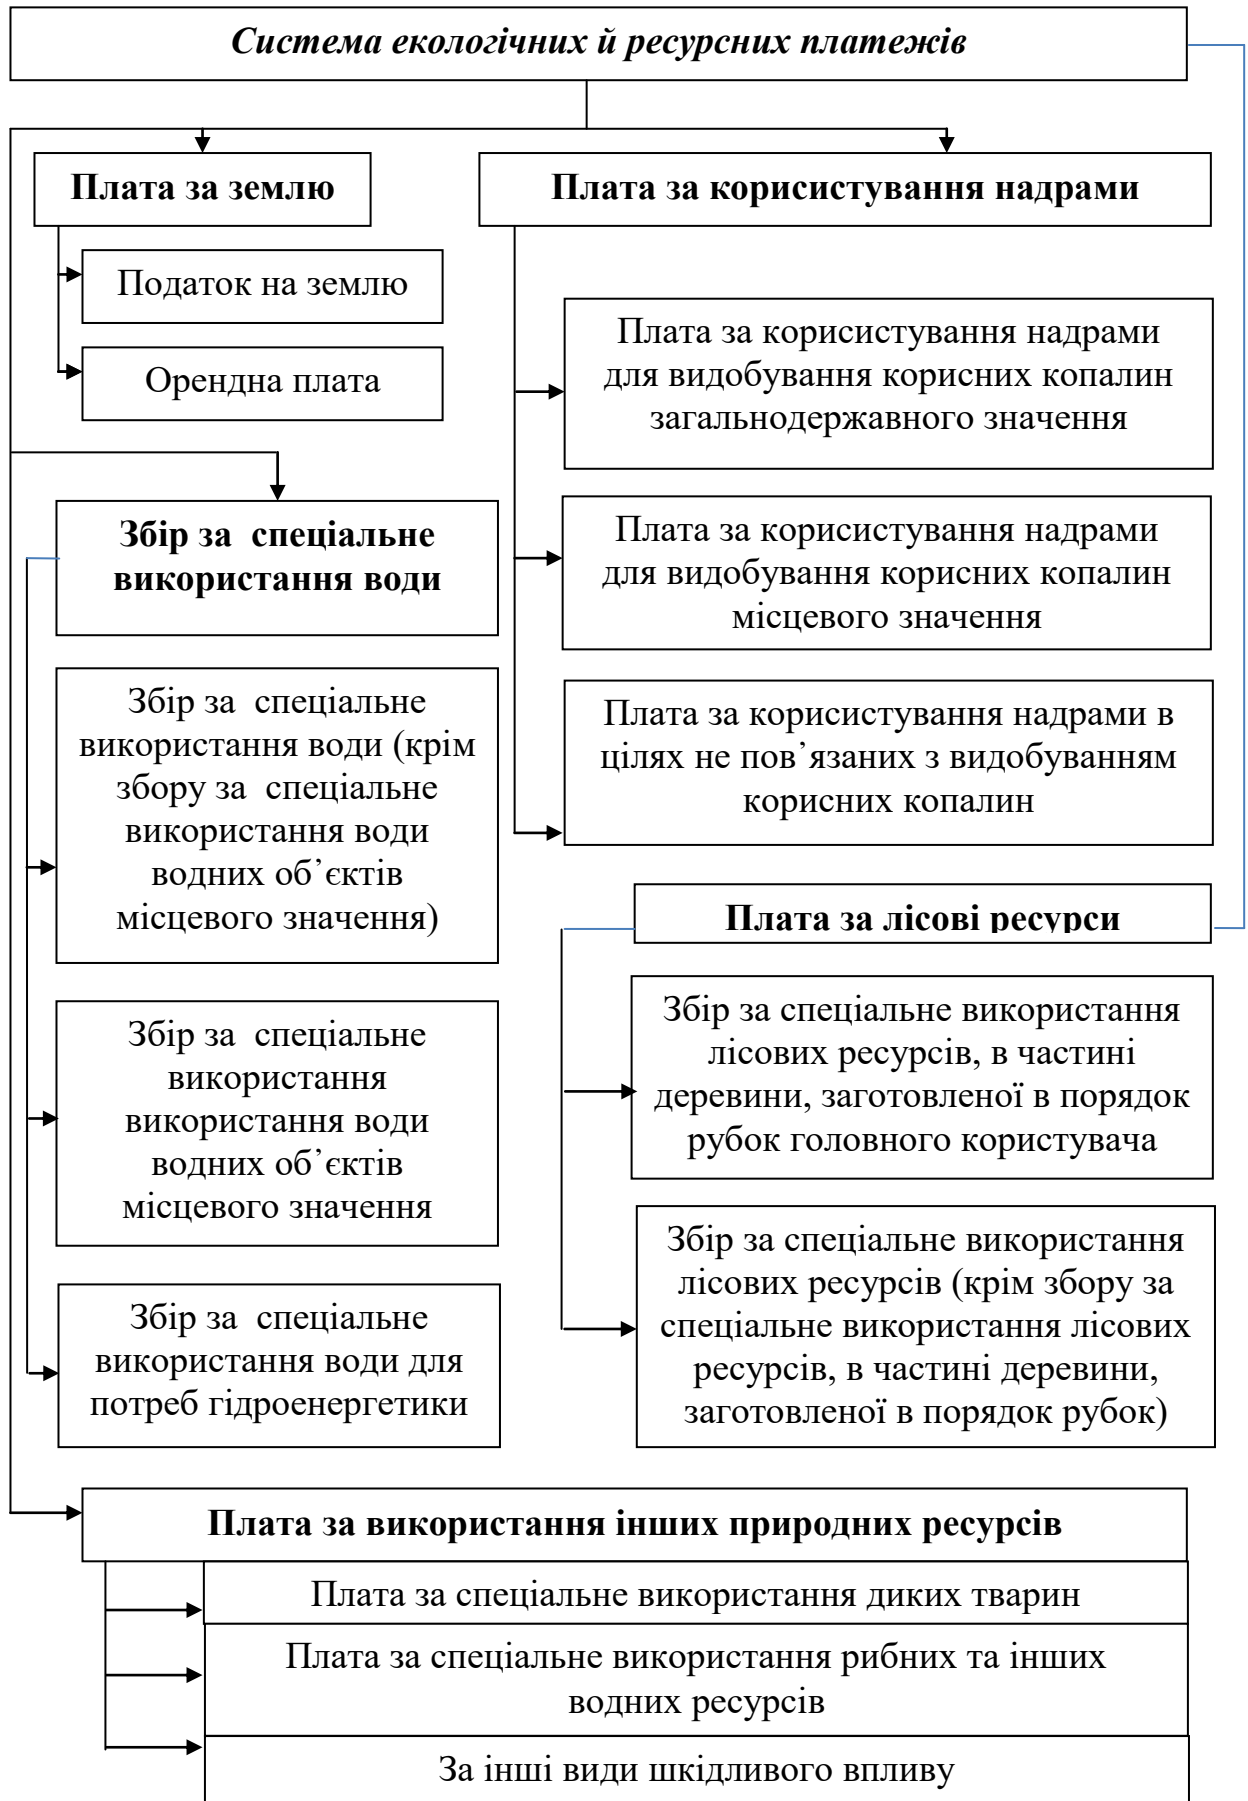 Система екологічних й ресурсних платежів
Плата за землю
Податок на землю
Орендна плата
Плата за корисистування надрами
Плата за корисистування надрами
для видобування корисних копалин
загальнодержавного значення
Плата за корисистування надрами
для видобування корисних копалин
місцевого значення
Плата за корисистування надрами в
цілях не пов’язаних з видобуванням
корисних копалин
Збір за  спеціальне
використання води
Збір за  спеціальне
використання води (крім
збору за  спеціальне
використання води
водних об’єктів
місцевого значення)
Збір за  спеціальне
використання
використання води
водних об’єктів
місцевого значення
Збір за  спеціальне
використання води для
потреб гідроенергетики
Плата за лісові ресурси
Збір за спеціальне використання
лісових ресурсів, в частині
деревини, заготовленої в порядок
рубок головного користувача
Збір за спеціальне використання
лісових ресурсів (крім збору за
спеціальне використання лісових
ресурсів, в частині деревини,
заготовленої в порядок рубок)
Плата за використання інших природних ресурсів
Плата за спеціальне використання диких тварин
Плата за спеціальне використання рибних та інших
водних ресурсів
За інші види шкідливого впливу